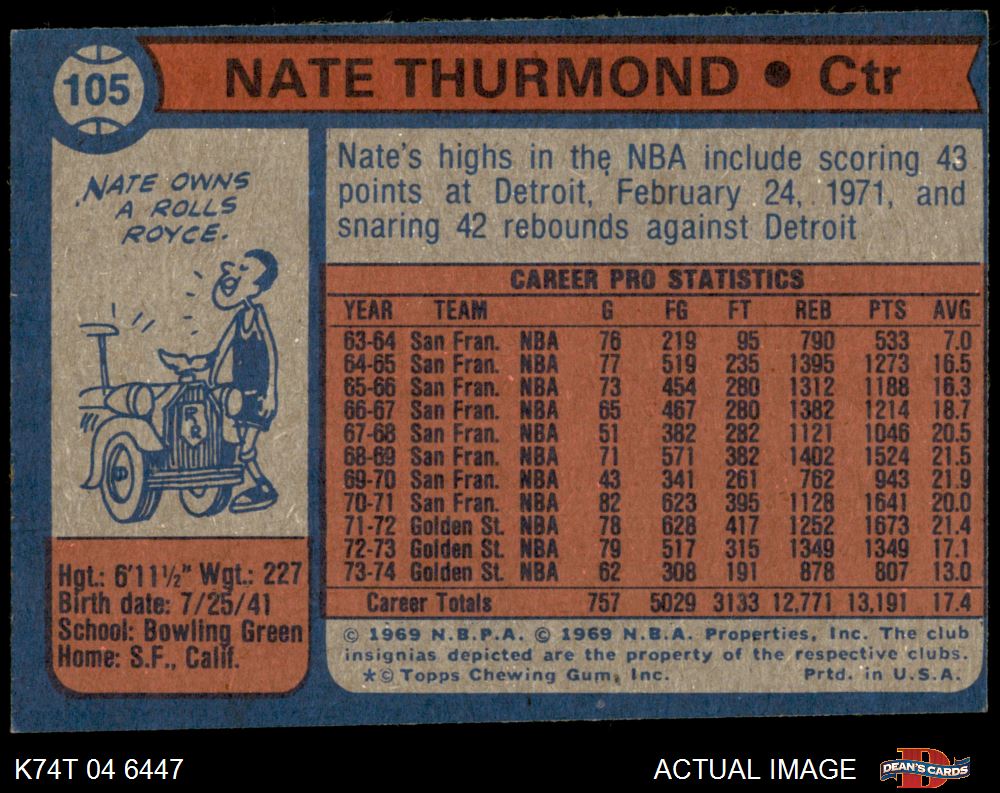 105
NATE THURMOND ● Ctr
NATE OWNS
A ROLLS
ROYCE.
Nate's highs in the NBA include scoring 43
points at Detroit, February 24, 1971, and
snaring 42 rebounds against Detroit
CAREER PRO STATISTICS
YEAR TEAM G FG FT REB PTS AVG
63-64 San Fran. NBA 76 219 95 790 533 7.0
64-65 San Fran. NBA 77 519 235 1395 1273 16.5
65-66 San Fran. NBA 73 454 280 1312 1188 16.3
66-67 San Fran. NBA 65 467 280 1382 1214 18.7
67-68 San Fran. NBA 51 382 282 1121 1046 20.5
68-69 San Fran. NBA 71 571 382 1402 1524 21.5
69-70 San Fran. NBA 43 341 261 762 943 21.9
70-71 San Fran. NBA 82 623 395 1128 1641 20.0
71-72 Golden St. NBA 78 628 417 1252 1673 21.4
72-73 Golden St. NBA 79 517 315 1349 1349 17.1
73-74 Golden St. NBA 62 308 191 878 807 13.0
Career Totals 757 5029 3133 12,771 13,191 17.4
Hgt.: 6'11½" Wgt.: 227
Birth date: 7/25/41
School: Bowling Green
Home: S.F., Calif.
© 1969 N.B.P.A. © 1969 N.B.A. Properties, Inc. The club
insignias depicted are the property of the respective clubs.
*© Topps Chewing Gum, Inc. Prtd. in U.S.A.
K74T 04 6447
ACTUAL IMAGE
DEAN'S CARDS